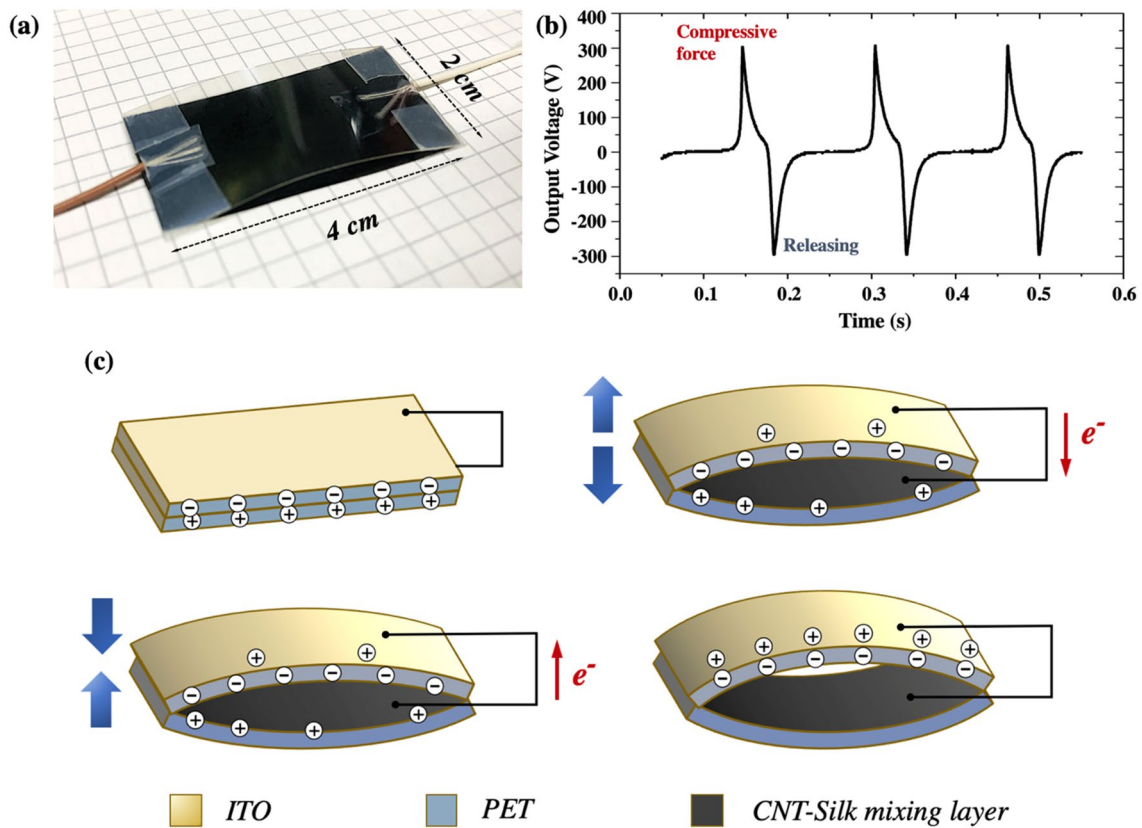 (a)
2 cm
4 cm
(b)
Output Voltage (V)
400
300
200
100
0
-100
-200
-300
Compressive
force
Releasing
0.0 0.1 0.2 0.3 0.4 0.5 0.6
Time (s)
(c)
e-
e-
ITO
PET
CNT-Silk mixing layer